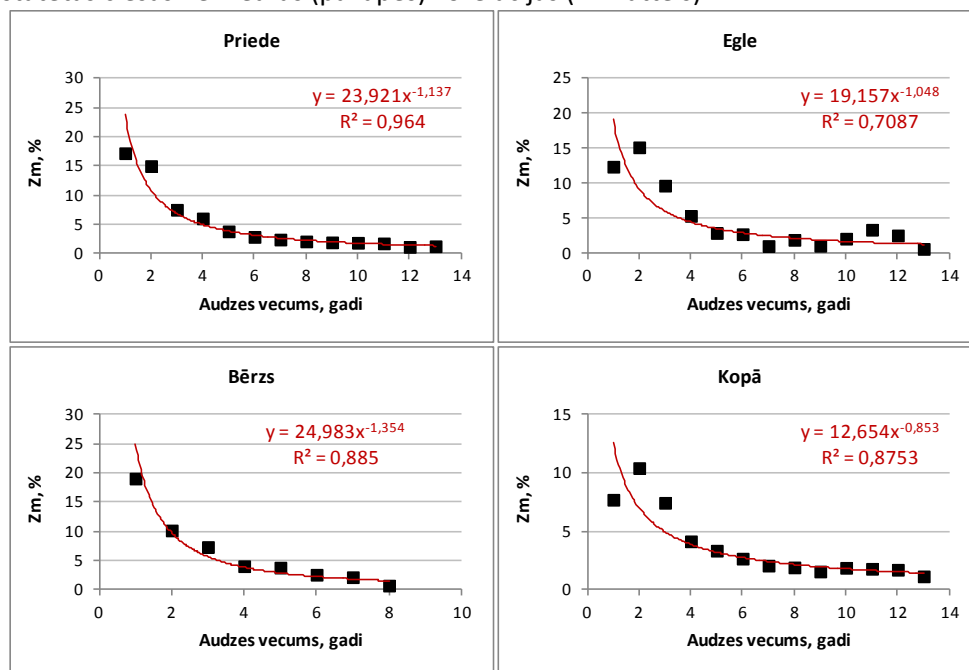 Priede
30
25
20
15
10
5
0
Zm, %
y = 23,921x^-1,137
R² = 0,964
0 2 4 6 8 10 12 14
Audzes vecums, gadi
Egle
25
20
15
10
5
0
Zm, %
y = 19,157x^-1,048
R² = 0,7087
0 2 4 6 8 10 12 14
Audzes vecums, gadi
Bērzs
30
25
20
15
10
5
0
Zm, %
y = 24,983x^-1,354
R² = 0,885
0 2 4 6 8 10
Audzes vecums, gadi
Kopā
15
10
5
0
Zm, %
y = 12,654x^-0,853
R² = 0,8753
0 2 4 6 8 10 12 14
Audzes vecums, gadi